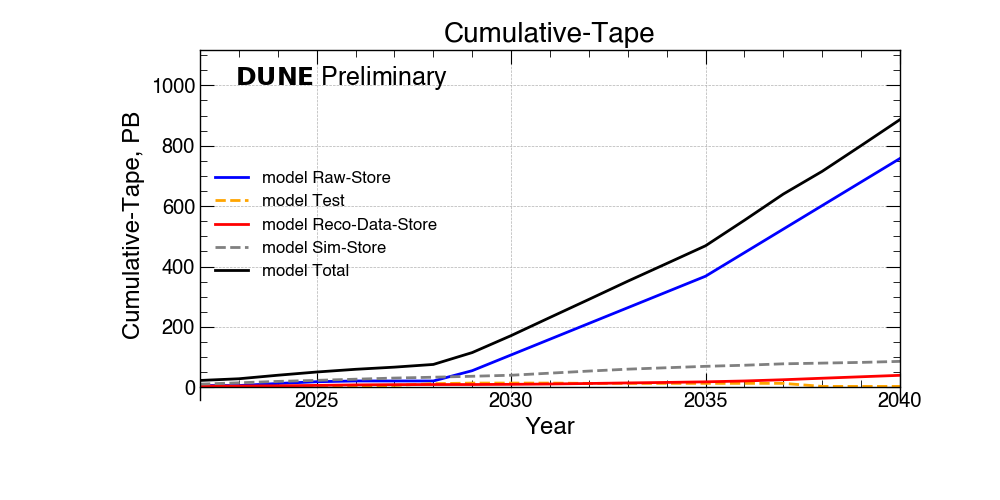 Cumulative-Tape
DUNE Preliminary
1000
800
600
400
200
0
Cumulative-Tape, PB
model Raw-Store
model Test
model Reco-Data-Store
model Sim-Store
model Total
2025
2030
2035
2040
Year